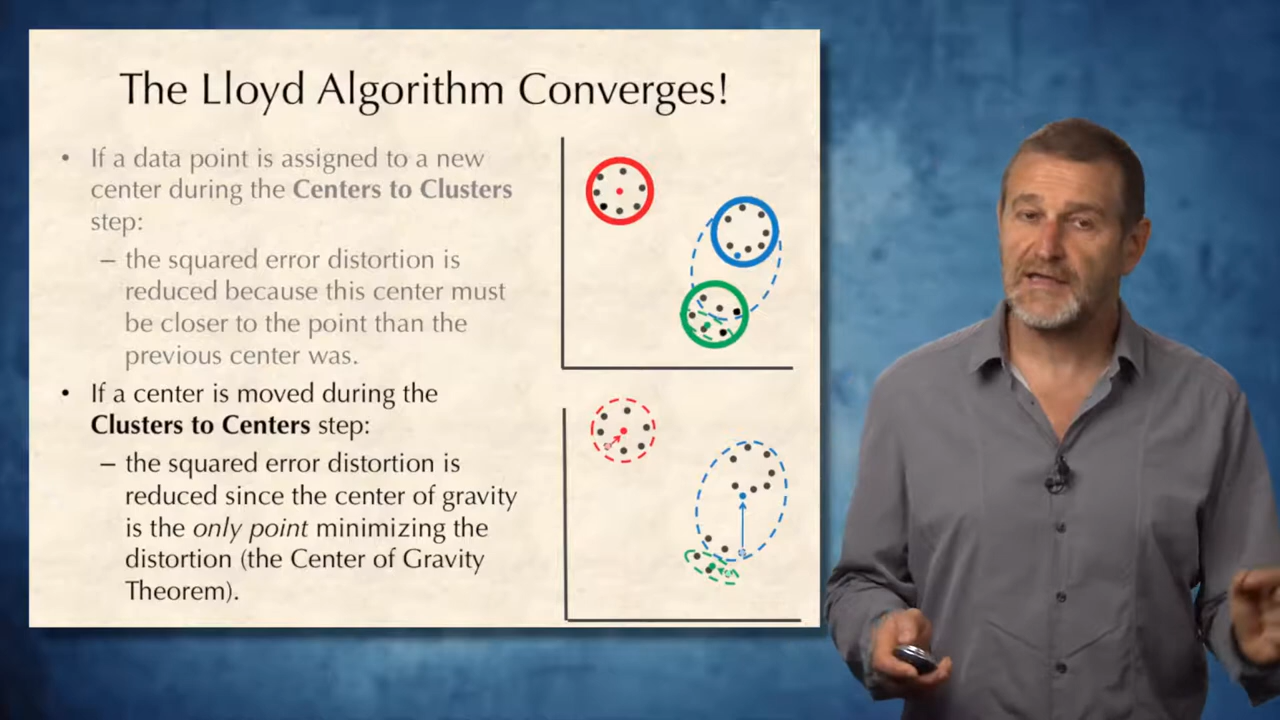 The Lloyd Algorithm Converges!
• If a data point is assigned to a new
center during the Centers to Clusters
step:
– the squared error distortion is
reduced because this center must
be closer to the point than the
previous center was.
• If a center is moved during the
Clusters to Centers step:
– the squared error distortion is
reduced since the center of gravity
is the only point minimizing the
distortion (the Center of Gravity
Theorem).